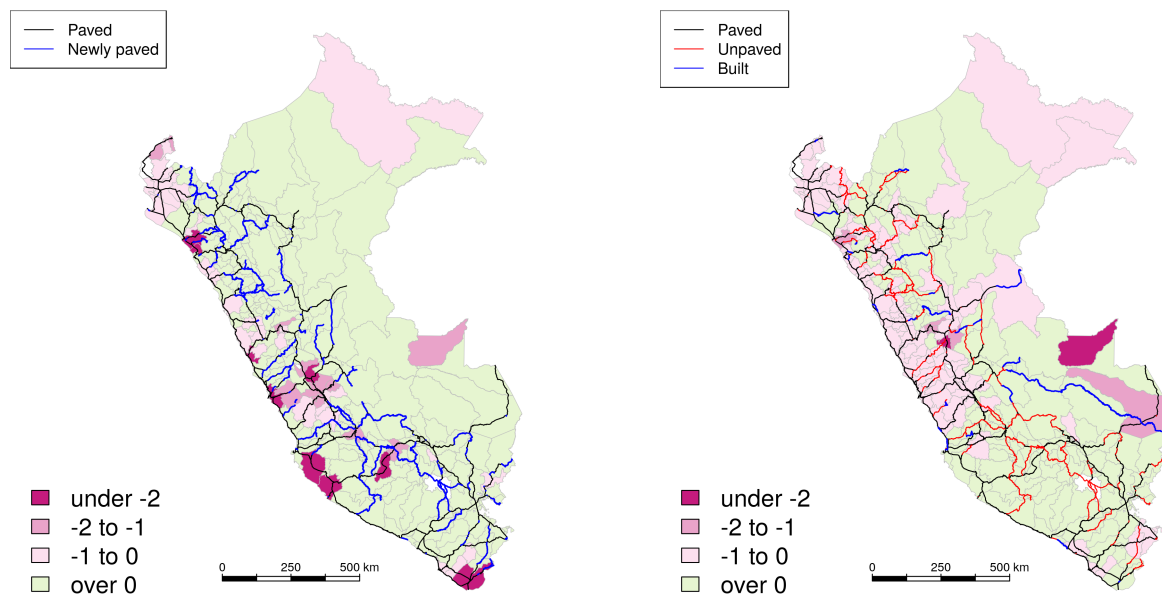 Paved
Newly paved
under -2
-2 to -1
-1 to 0
over 0
0 250 500 km
Paved
Unpaved
Built
under -2
-2 to -1
-1 to 0
over 0
0 250 500 km